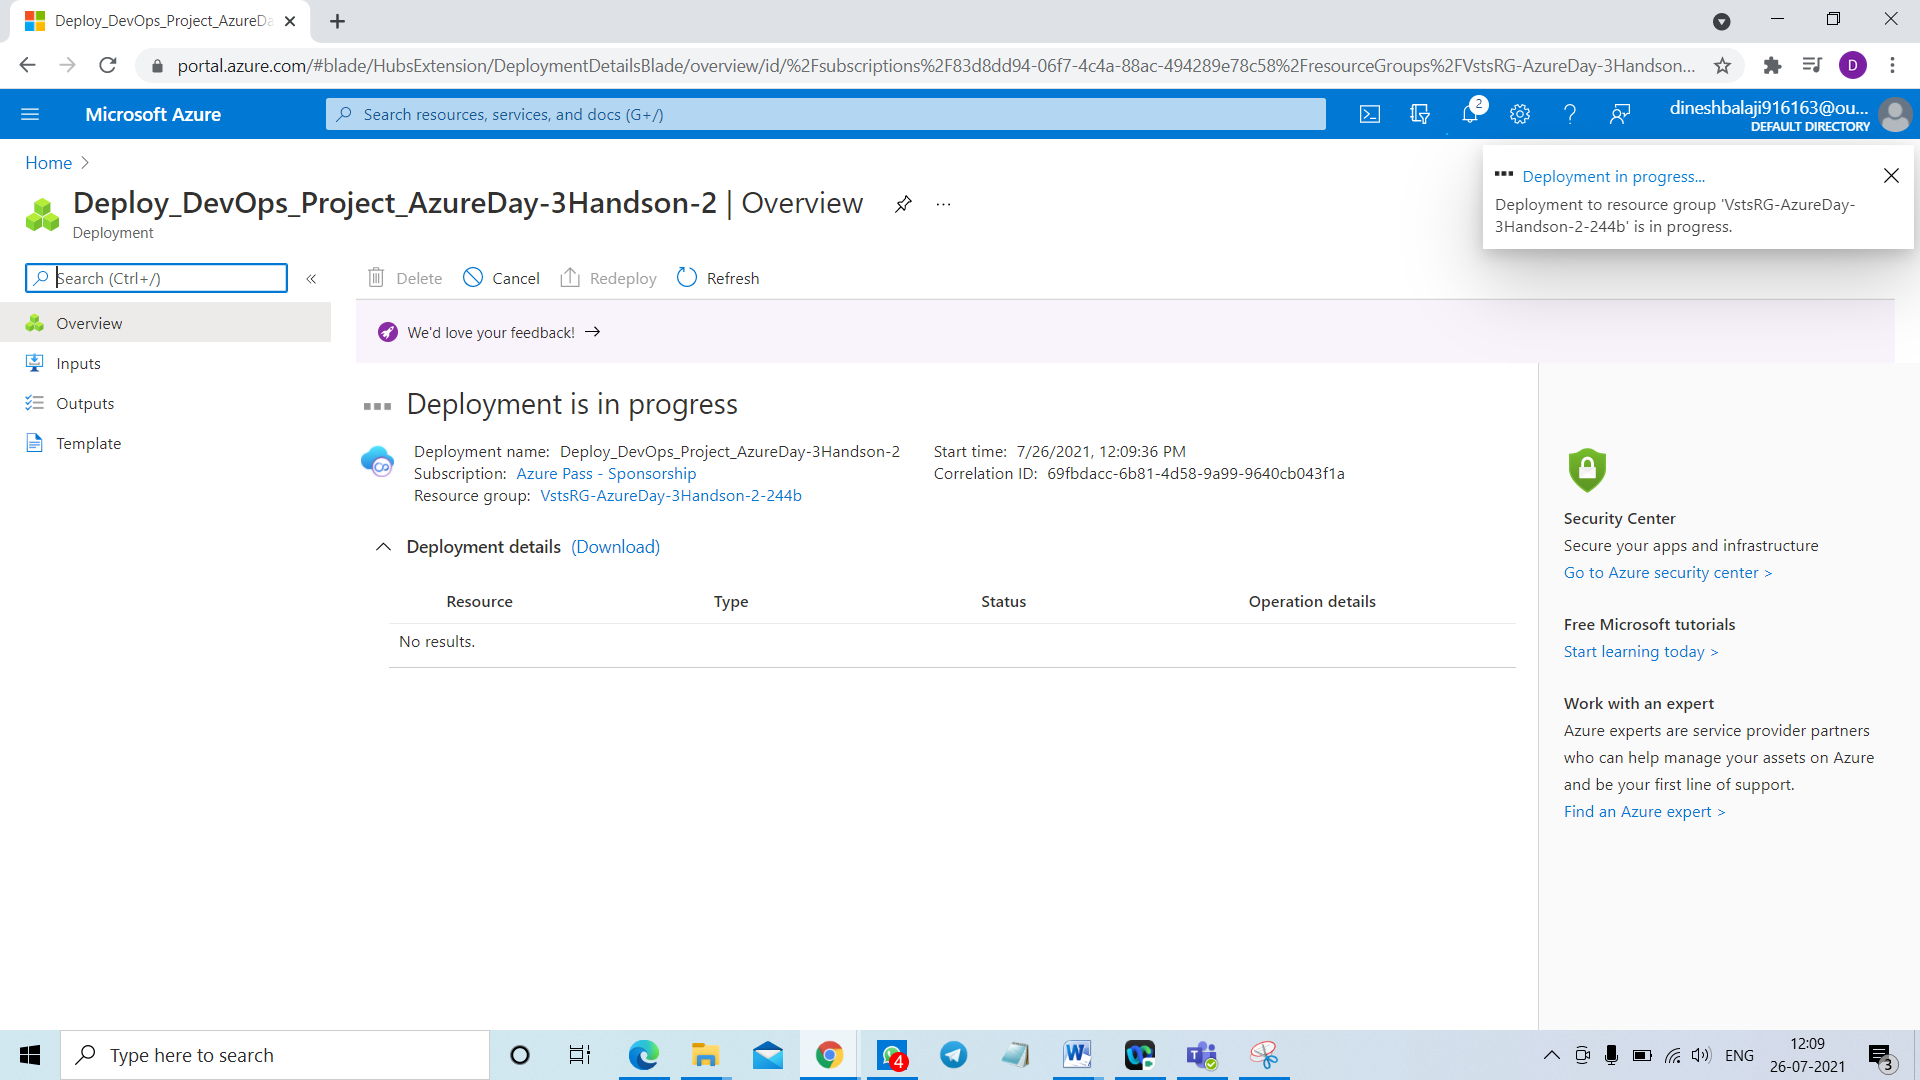 Deploy_DevOps_Project_AzureDa
portal.azure.com/#blade/HubsExtension/DeploymentDetailsBlade/overview/id/%2Fsubscriptions%2F83d8dd94-06f7-4c4a-88ac-494289e78c58%2FresourceGroups%2FVstsRG-AzureDay-3Handson...
D
Microsoft Azure
Search resources, services, and docs (G+/)
2
dineshbalaji916163@ou...
DEFAULT DIRECTORY
Home
Deployment in progress...
Deployment to resource group 'VstsRG-AzureDay-
3Handson-2-244b' is in progress.
Deploy_DevOps_Project_AzureDay-3Handson-2 | Overview
Deployment
Search (Ctrl+/)
Delete
Cancel
Redeploy
Refresh
Overview
Inputs
Outputs
Template
We'd love your feedback!
Deployment is in progress
Deployment name: Deploy_DevOps_Project_AzureDay-3Handson-2
Subscription: Azure Pass - Sponsorship
Resource group: VstsRG-AzureDay-3Handson-2-244b
Start time: 7/26/2021, 12:09:36 PM
Correlation ID: 69fbdacc-6b81-4d58-9a99-9640cb043f1a
Deployment details (Download)
Resource Type Status Operation details
No results.
Security Center
Secure your apps and infrastructure
Go to Azure security center >
Free Microsoft tutorials
Start learning today >
Work with an expert
Azure experts are service provider partners
who can help manage your assets on Azure
and be your first line of support.
Find an Azure expert >
Type here to search
4
ENG
12:09
26-07-2021
3